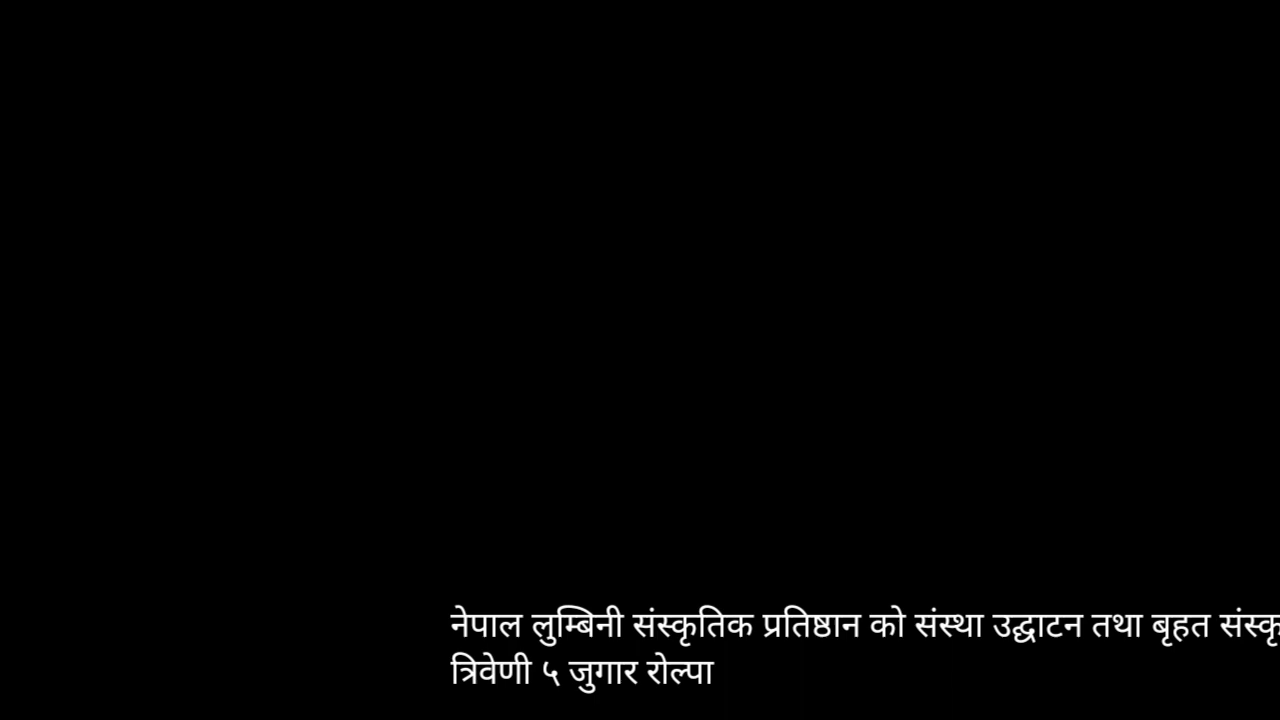 नेपाल लुम्बिनी संस्कृतिक प्रतिष्ठान को संस्था उद्घाटन तथा बृहत
त्रिवेणी ५ जुगार रोल्पा